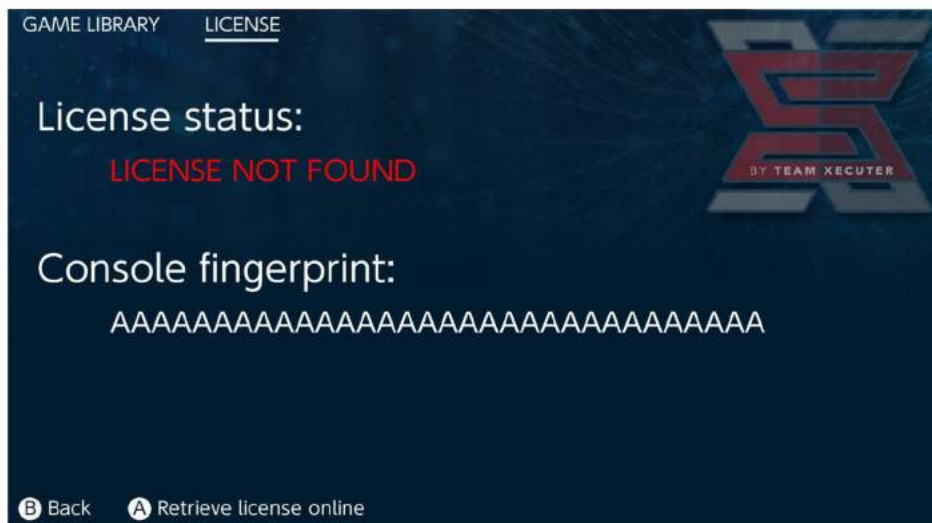 GAME LIBRARY LICENSE
BY TEAM XECUTER
License status:
LICENSE NOT FOUND
Console fingerprint:
AAAAAAAAAAAAAAAAAAAAAAAAAAAAAAAA
B Back A Retrieve license online